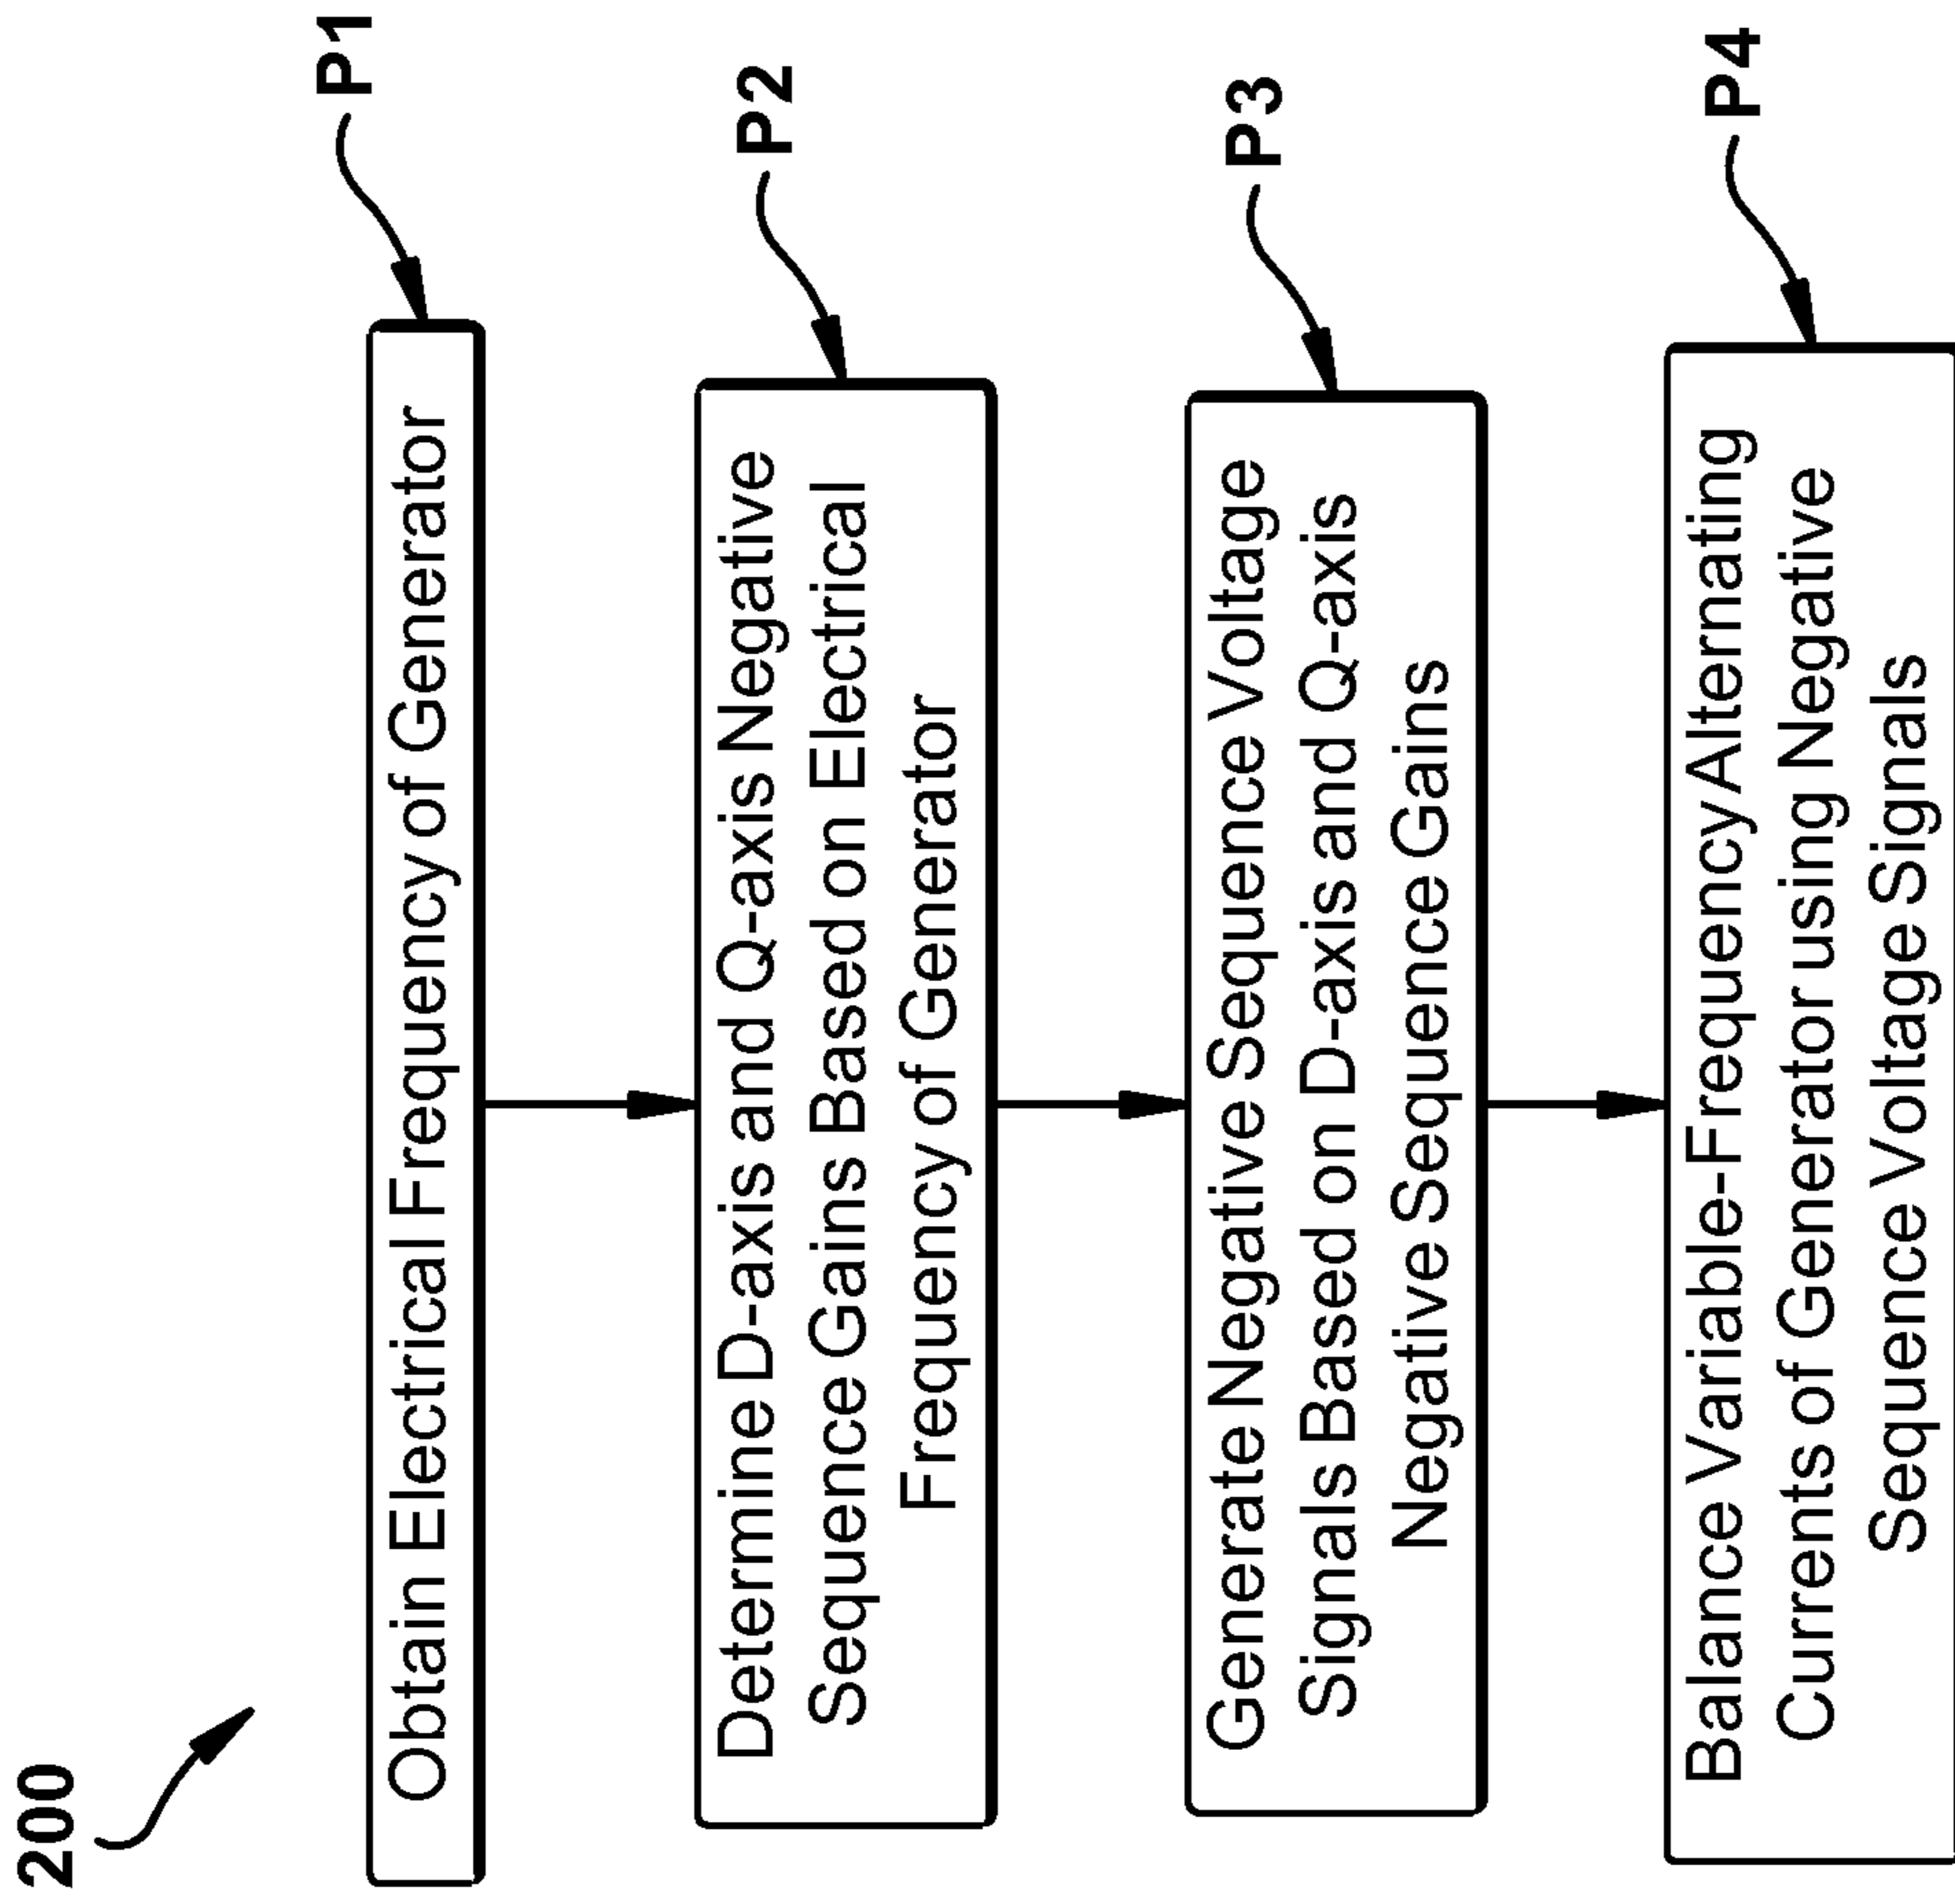 200
P1
Obtain Electrical Frequency of Generator
P2
Determine D-axis and Q-axis Negative
Sequence Gains Based on Electrical
Frequency of Generator
P3
Generate Negative Sequence Voltage
Signals Based on D-axis and Q-axis
Negative Sequence Gains
P4
Balance Variable-Frequency Alternating
Currents of Generator using Negative
Sequence Voltage Signals